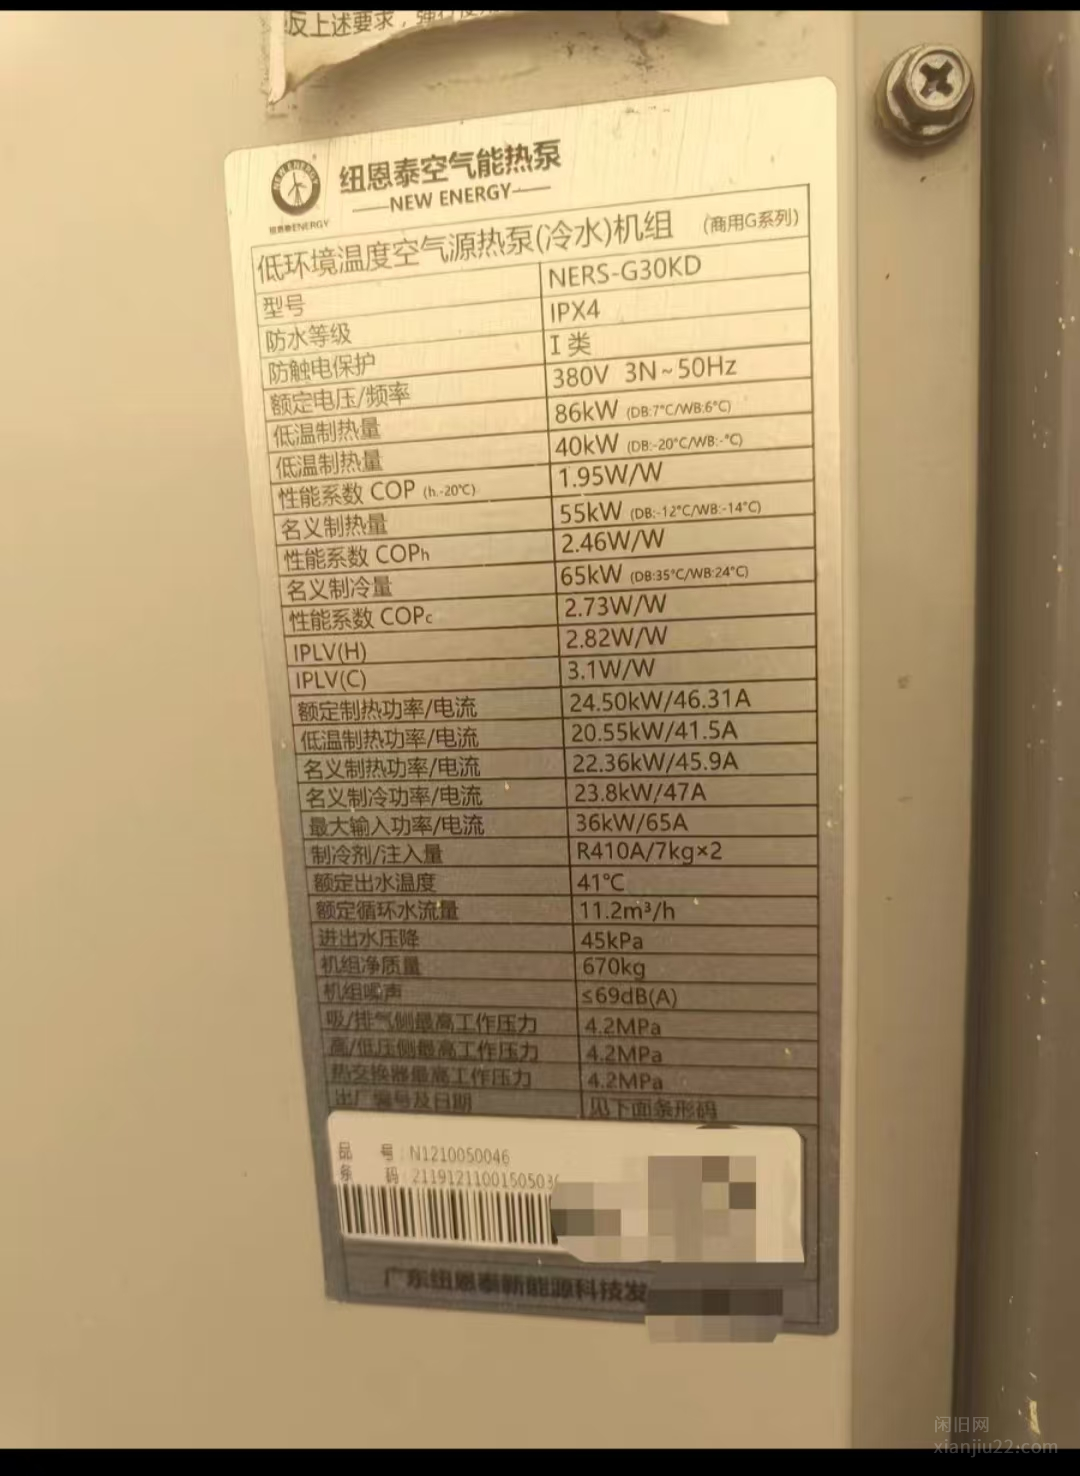 反上述要求，强行使用
NEW ENERGY
纽恩泰ENERGY
纽恩泰空气能热泵
NEW ENERGY
低环境温度空气源热泵(冷水)机组 (商用G系列)
型号 NERS-G30KD
防水等级 IPX4
防触电保护 I 类
额定电压/频率 380V 3N~50Hz
低温制热量 86kW (DB:7°C/WB:6°C)
低温制热量 40kW (DB:-20°C/WB:-°C)
性能系数 COP (h.-20℃) 1.95W/W
名义制热量 55kW (DB:-12°C/WB:-14°C)
性能系数 COPh 2.46W/W
名义制冷量 65kW (DB:35°C/WB:24°C)
性能系数 COPc 2.73W/W
IPLV(H) 2.82W/W
IPLV(C) 3.1W/W
额定制热功率/电流 24.50kW/46.31A
低温制热功率/电流 20.55kW/41.5A
名义制热功率/电流 22.36kW/45.9A
名义制冷功率/电流 23.8kW/47A
最大输入功率/电流 36kW/65A
制冷剂/注入量 R410A/7kg×2
额定出水温度 41℃
额定循环水流量 11.2m³/h
进出水压降 45kPa
机组净质量 670kg
机组噪声 ≤69dB(A)
吸/排气侧最高工作压力 4.2MPa
高/低压侧最高工作压力 4.2MPa
热交换器最高工作压力 4.2MPa
出厂编号及日期 见下面条形码
品 号:N1210050046
条 码:211912110015050
广东纽恩泰新能源科技发
闲旧网
xianjiu22.com